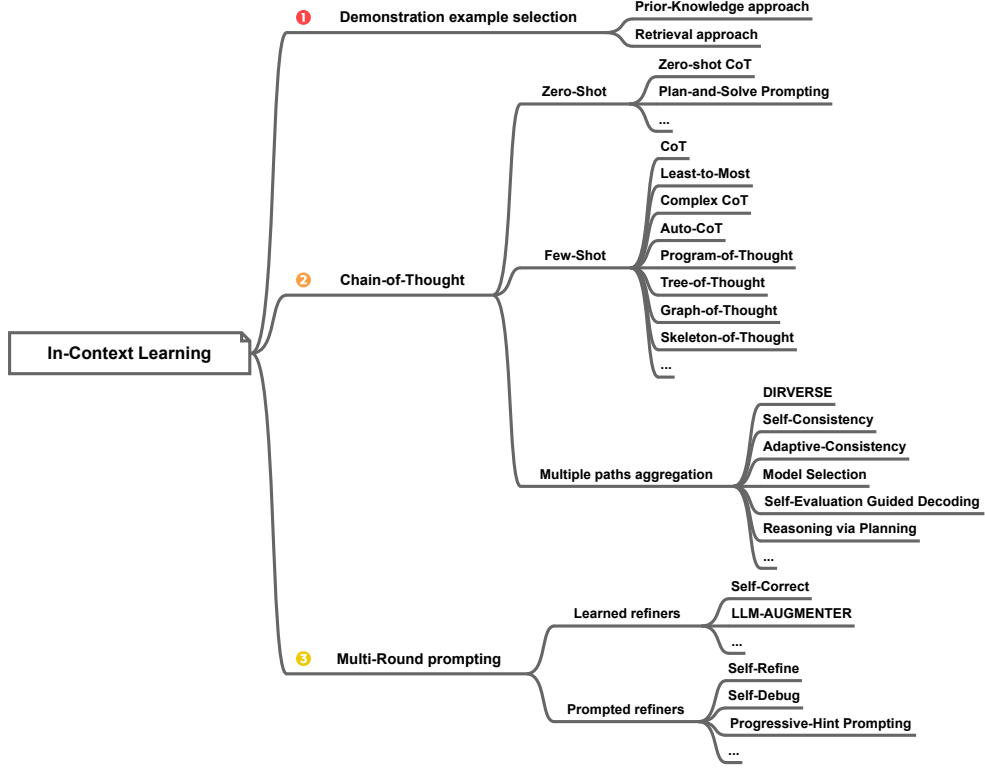 In-Context Learning
❶ Demonstration example selection
Prior-Knowledge approach
Retrieval approach
❷ Chain-of-Thought
Zero-Shot
Zero-shot CoT
Plan-and-Solve Prompting
...
Few-Shot
CoT
Least-to-Most
Complex CoT
Auto-CoT
Program-of-Thought
Tree-of-Thought
Graph-of-Thought
Skeleton-of-Thought
...
Multiple paths aggregation
DIRVERSE
Self-Consistency
Adaptive-Consistency
Model Selection
Self-Evaluation Guided Decoding
Reasoning via Planning
...
❸ Multi-Round prompting
Learned refiners
Self-Correct
LLM-AUGMENTER
...
Prompted refiners
Self-Refine
Self-Debug
Progressive-Hint Prompting
...